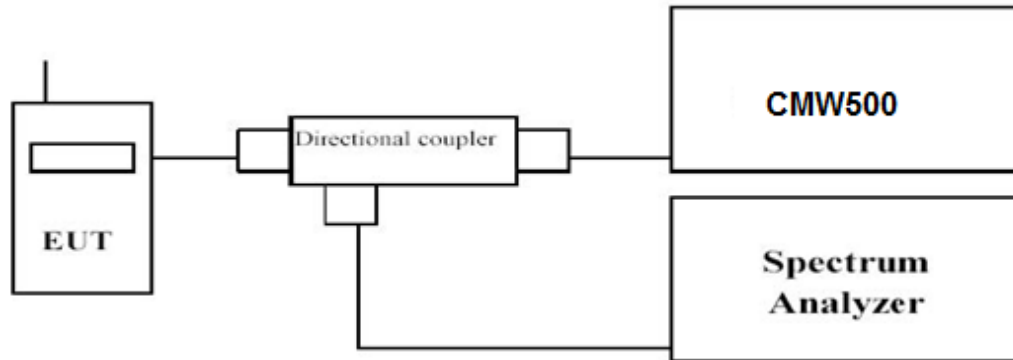 CMW500
Directional coupler
EUT
Spectrum
Analyzer